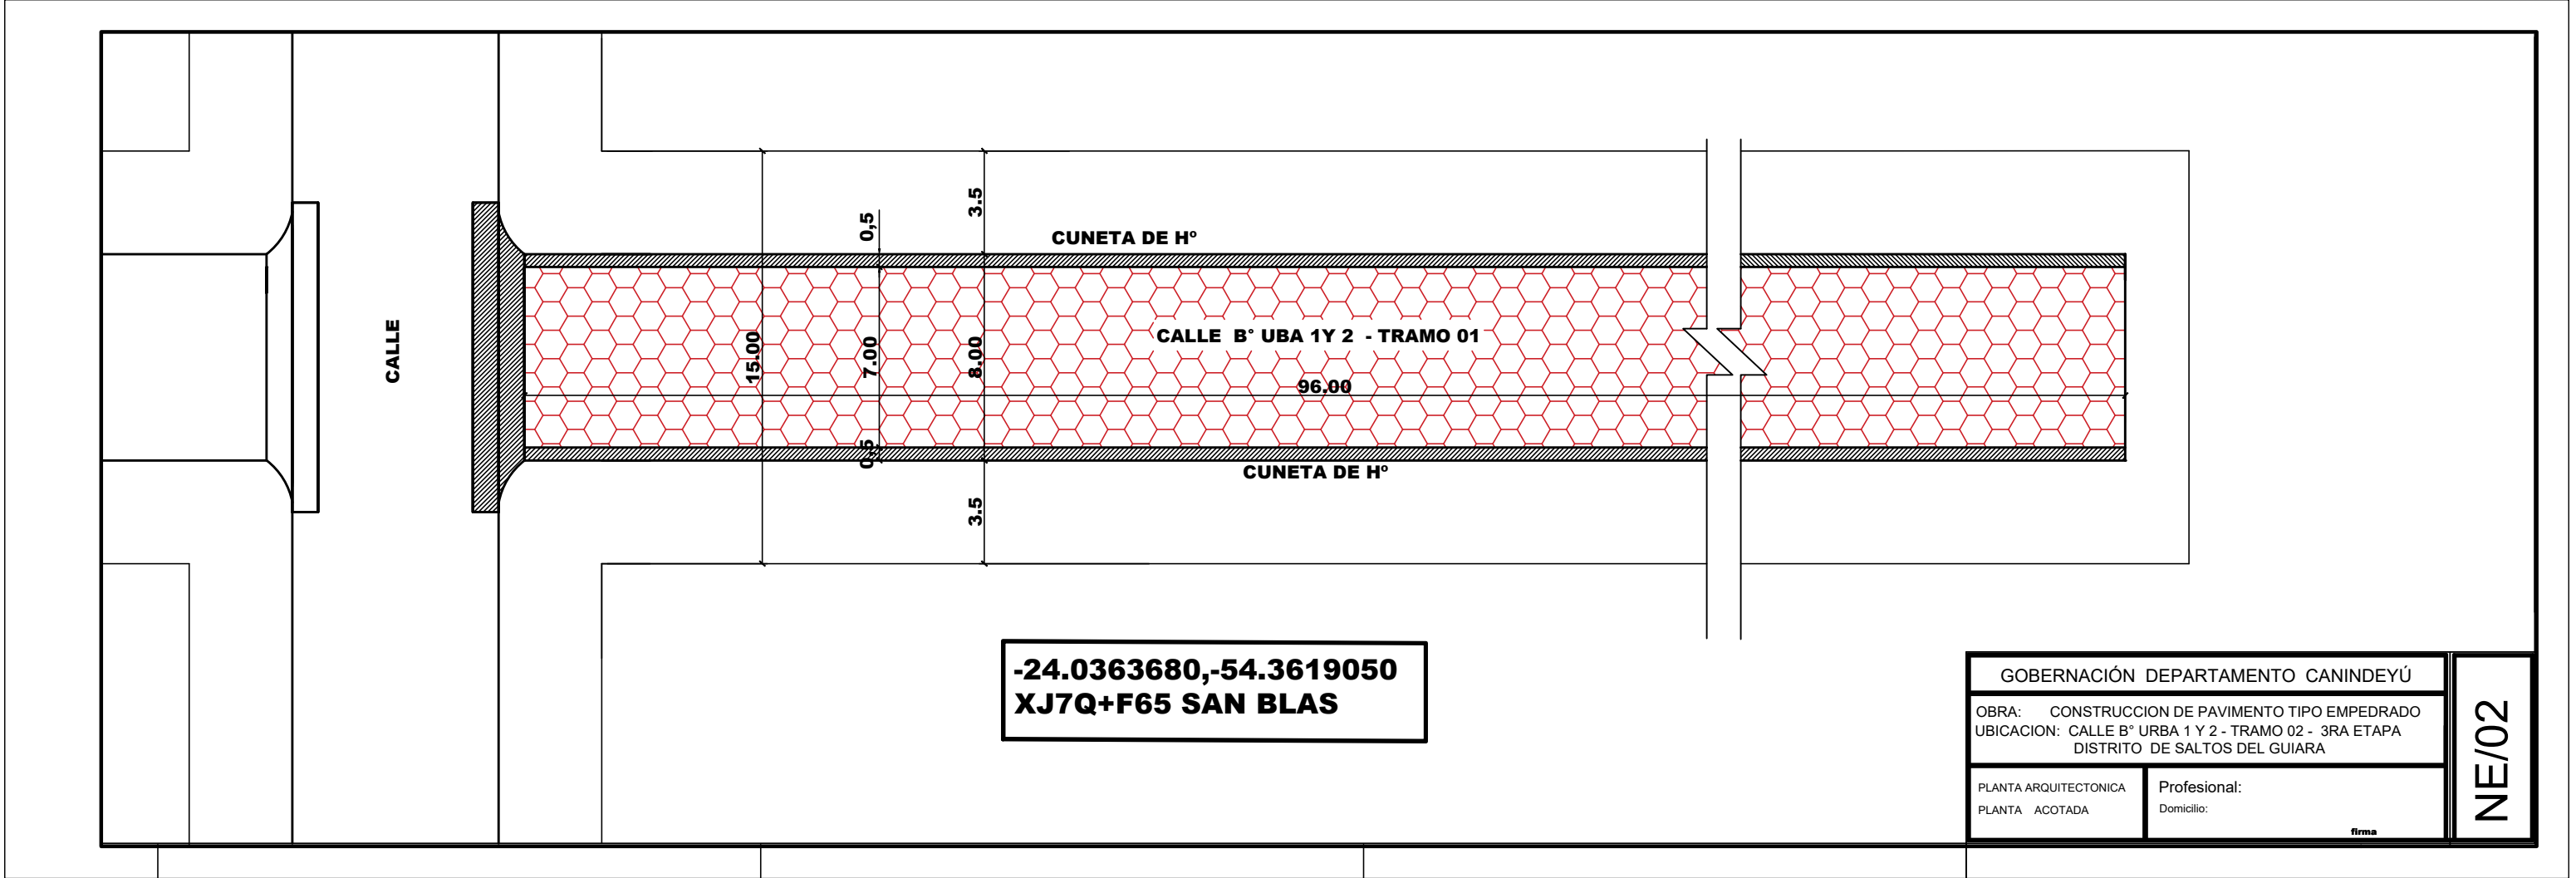 3.5
0,5
CUNETA DE Hº
CALLE
15.00
7.00
8.00
CALLE B° UBA 1Y 2 - TRAMO 01
96.00
0,5
CUNETA DE Hº
3.5
-24.0363680,-54.3619050
XJ7Q+F65 SAN BLAS
GOBERNACIÓN DEPARTAMENTO CANINDEYÚ
OBRA: CONSTRUCCION DE PAVIMENTO TIPO EMPEDRADO
UBICACION: CALLE B° URBA 1 Y 2 - TRAMO 02 - 3RA ETAPA
DISTRITO DE SALTOS DEL GUIARA
PLANTA ARQUITECTONICA
PLANTA ACOTADA
Profesional:
Domicilio:
firma
NE/02